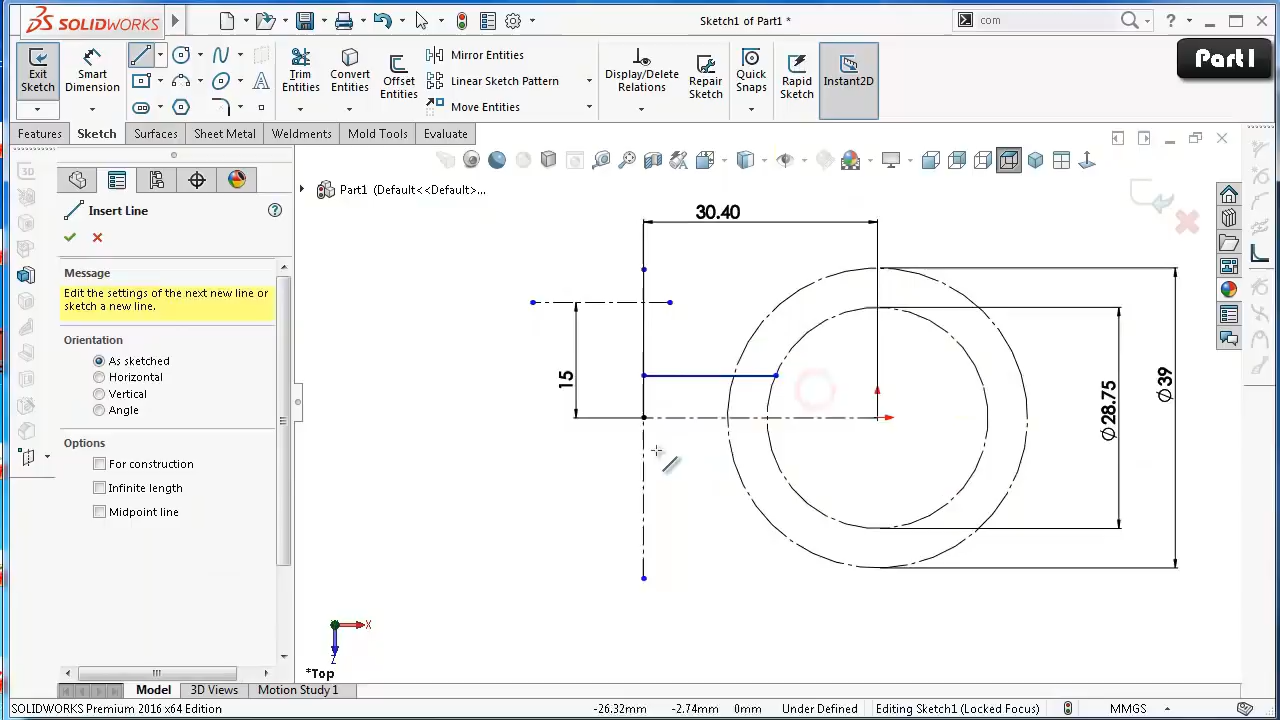 SOLIDWORKS
Sketch1 of Part1 *
com
Part1
Exit Sketch
Smart Dimension
Trim Entities
Convert Entities
Offset Entities
Mirror Entities
Linear Sketch Pattern
Move Entities
Display/Delete Relations
Repair Sketch
Quick Snaps
Rapid Sketch
Instant2D
Features
Sketch
Surfaces
Sheet Metal
Weldments
Mold Tools
Evaluate
Insert Line
Message
Edit the settings of the next new line or
sketch a new line.
Orientation
As sketched
Horizontal
Vertical
Angle
Options
For construction
Infinite length
Midpoint line
Part1 (Default<<Default>...
30.40
15
Ø28.75
Ø39
X
Z
*Top
Model
3D Views
Motion Study 1
SOLIDWORKS Premium 2016 x64 Edition
-26.32mm
-2.74mm
0mm
Under Defined
Editing Sketch1 (Locked Focus)
MMGS